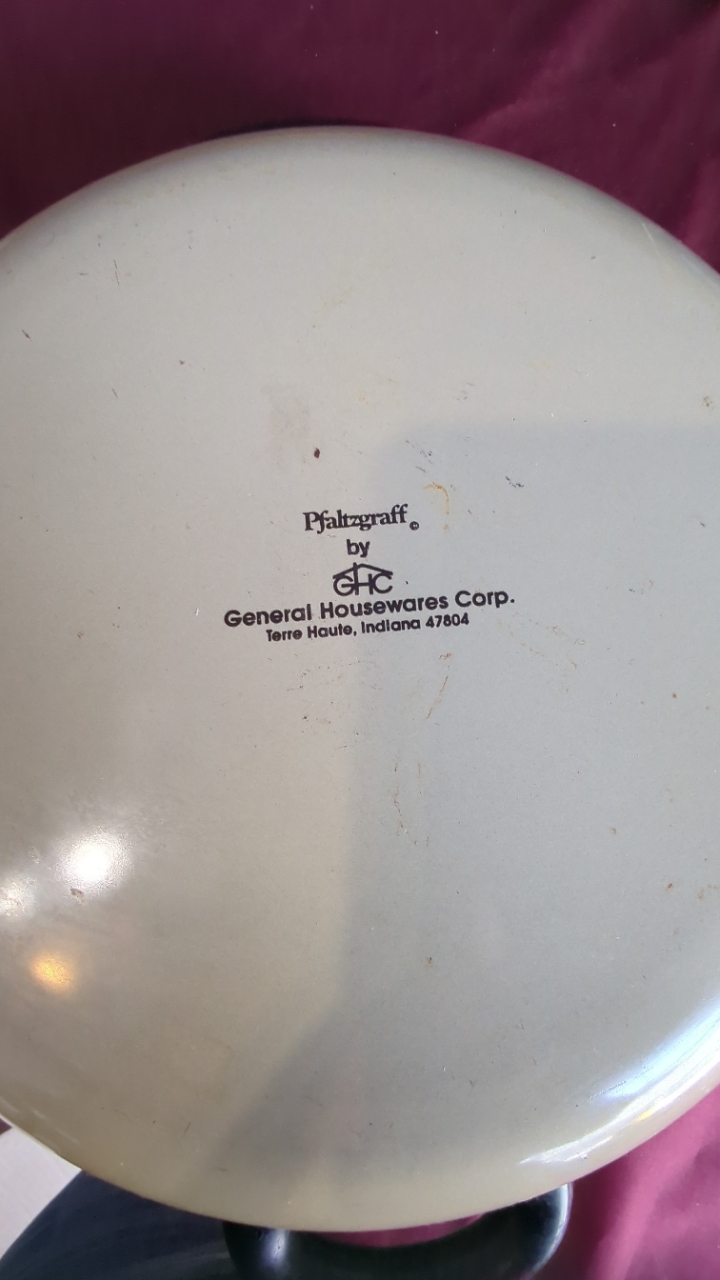 Pfaltzgraff©
by
GHC
General Housewares Corp.
Terre Haute, Indiana 47804